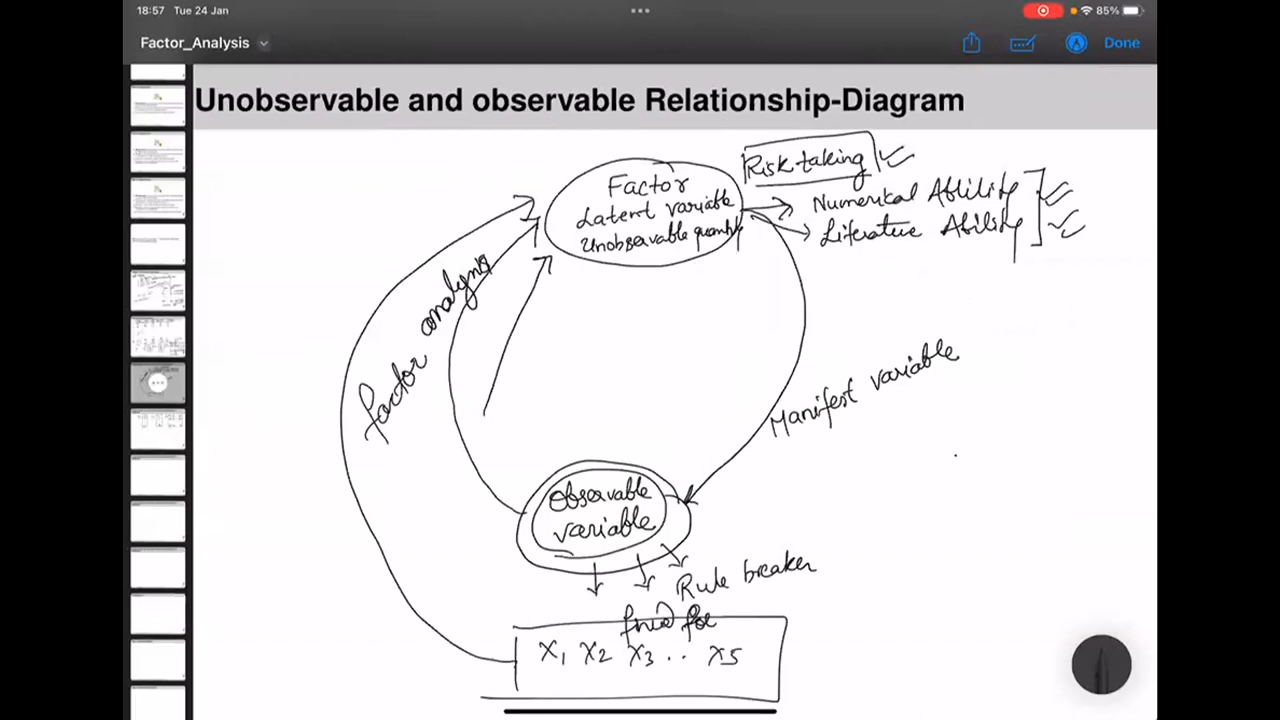 18:57 Tue 24 Jan
85%
Factor_Analysis
Done
Unobservable and observable Relationship-Diagram
Risk taking
Factor
Latent variable
Unobservable quantity
Numerical Ability
Literature Ability
Factor analysis
Manifest variable
Observable
variable
Rule breaker
X1 X2 X3 .. X5